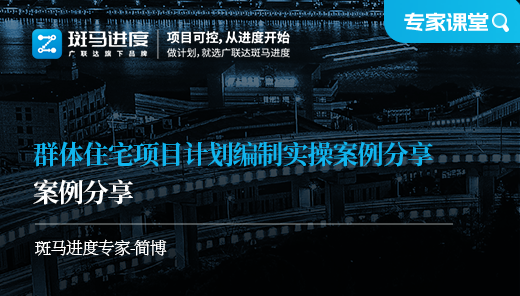 斑马进度
广联达旗下品牌
项目可控，从进度开始
做计划，就选广联达斑马进度
专家课堂
群体住宅项目计划编制实操案例分享
案例分享
斑马进度专家-简博